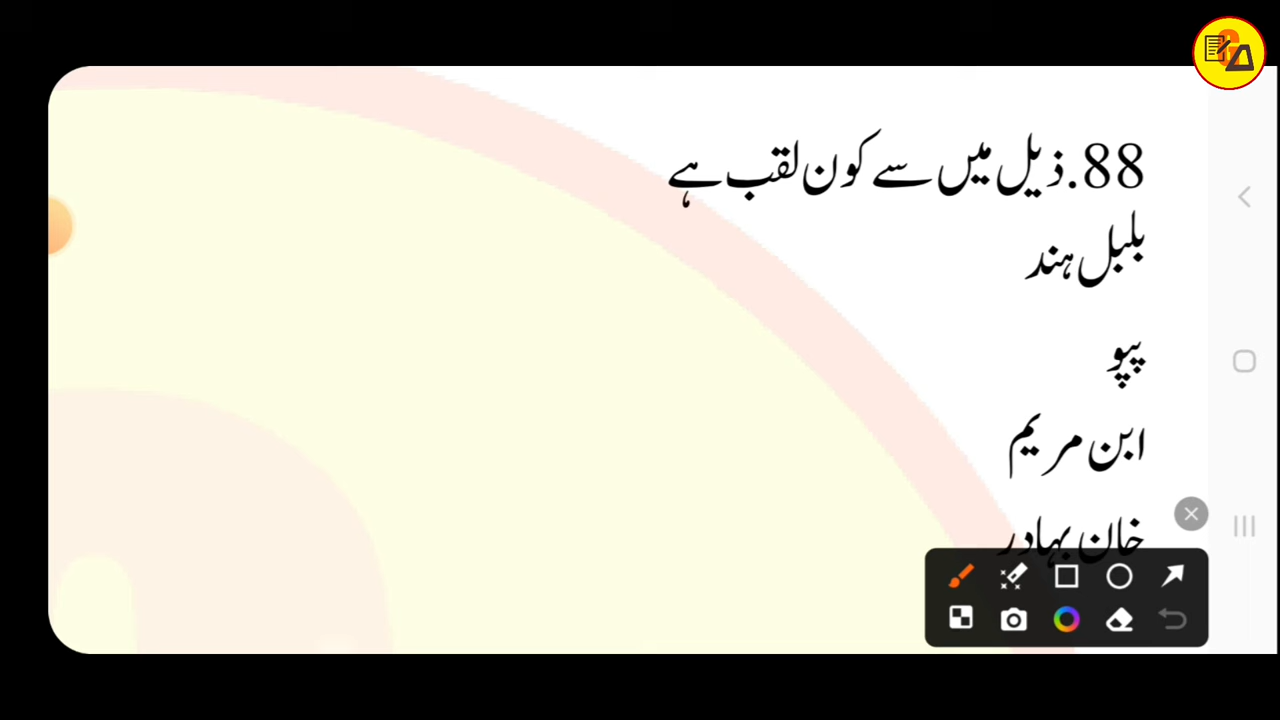 88.ذیل میں سے کون لقب ہے
بلبل ہند
پپو
ابن مریم
خان بہادر